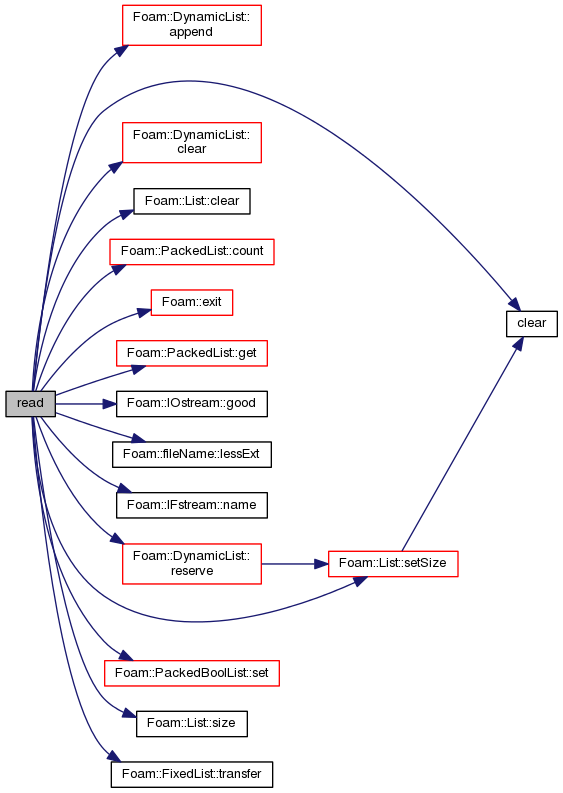 Foam::DynamicList::
append
Foam::DynamicList::
clear
Foam::List::clear
Foam::PackedList::count
Foam::exit
clear
Foam::PackedList::get
read
Foam::IOstream::good
Foam::fileName::lessExt
Foam::IFstream::name
Foam::DynamicList::
reserve
Foam::List::setSize
Foam::PackedBoolList::set
Foam::List::size
Foam::FixedList::transfer